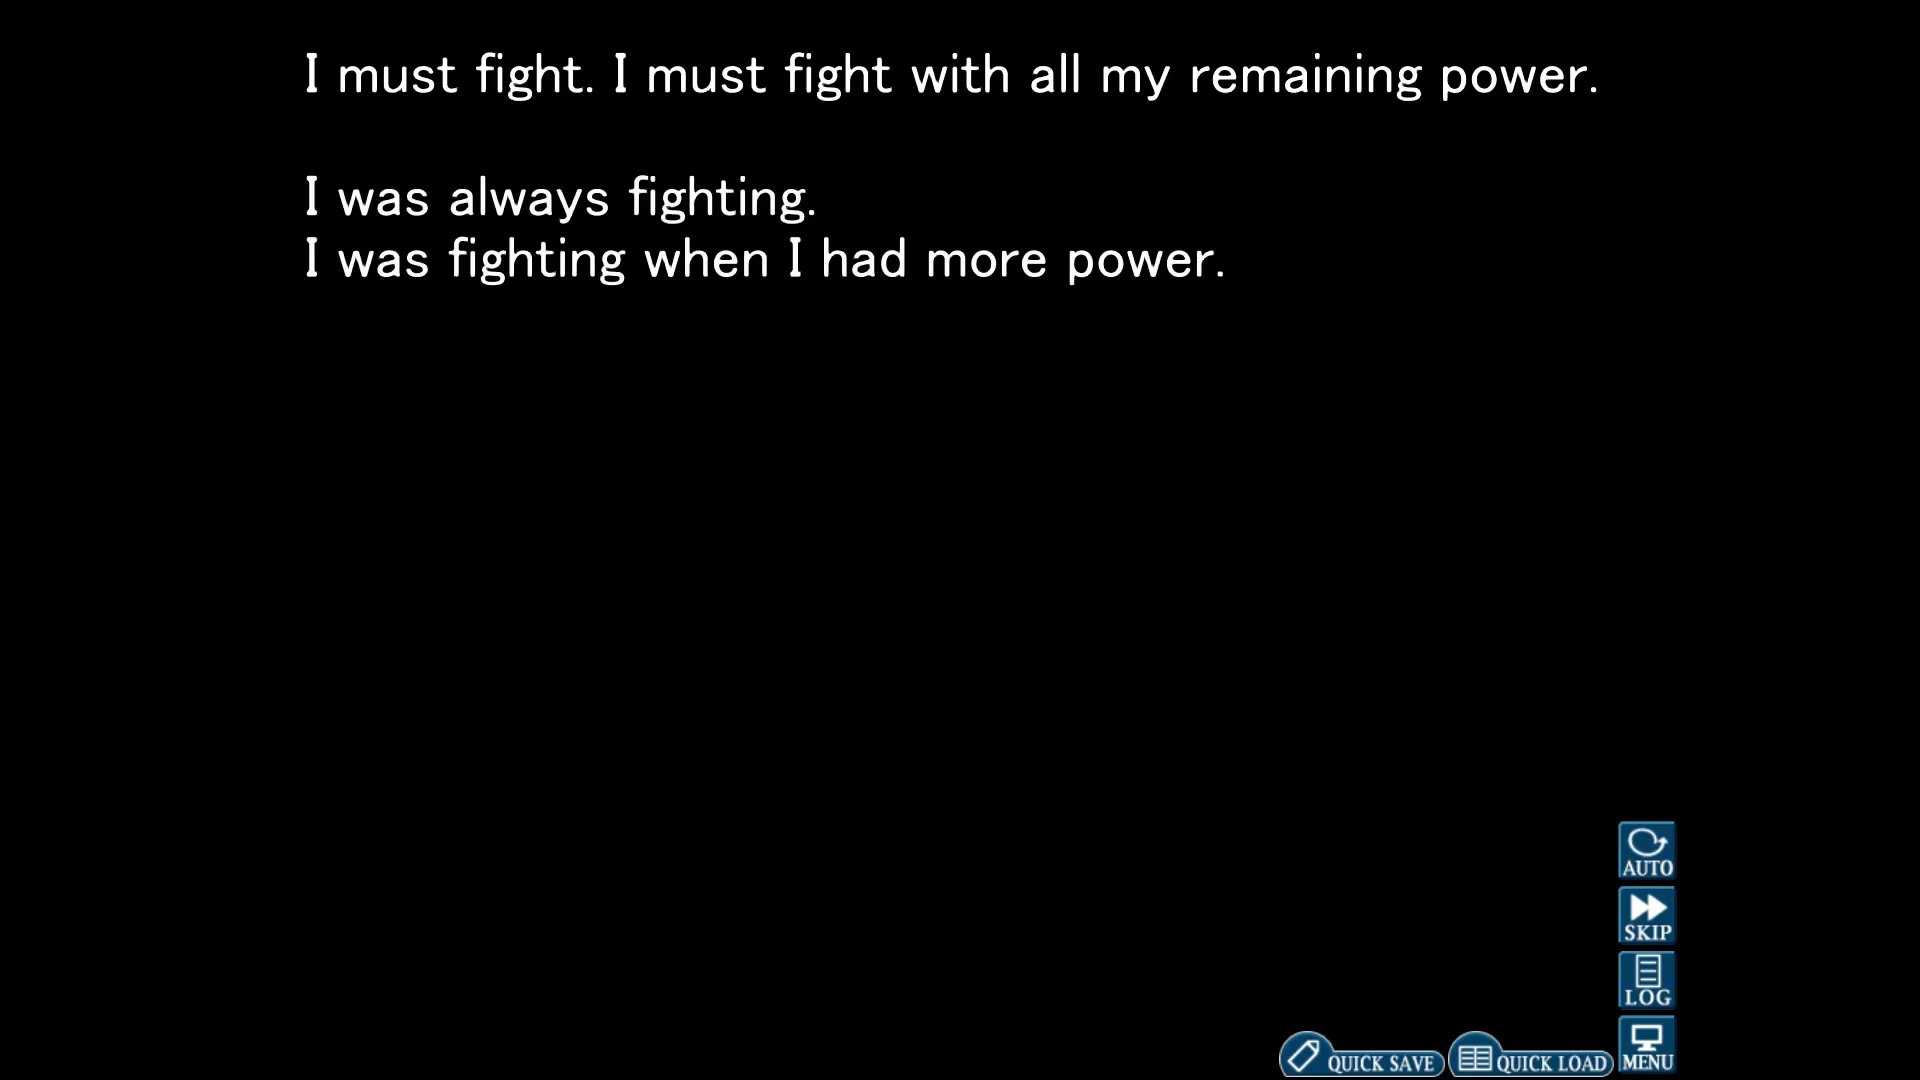 I must fight. I must fight with all my remaining power.
I was always fighting.
I was fighting when I had more power.
AUTO
SKIP
LOG
MENU
QUICK SAVE
QUICK LOAD